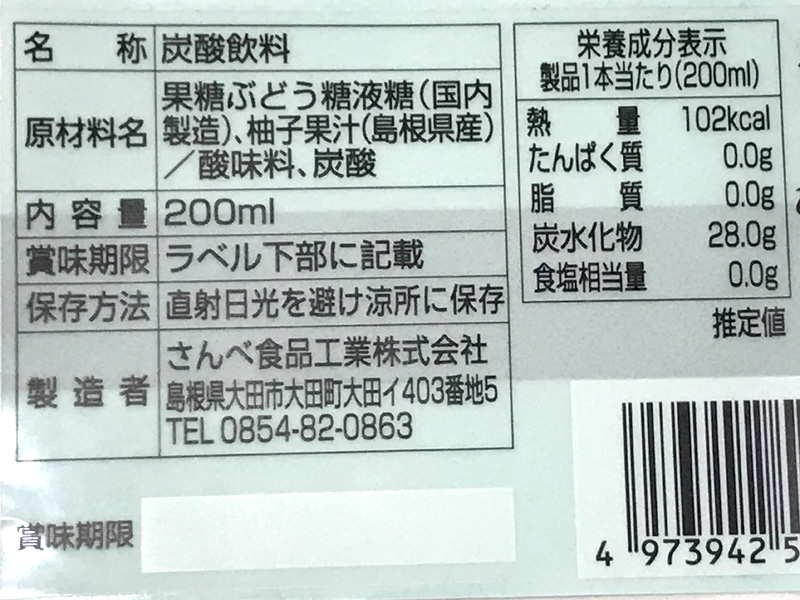 名称 炭酸飲料
原材料名 果糖ぶどう糖液糖(国内
製造)、柚子果汁(島根県産)
/酸味料、炭酸
内容量 200ml
賞味期限 ラベル下部に記載
保存方法 直射日光を避け涼所に保存
製造者 さんべ食品工業株式会社
島根県大田市大田町大田イ403番地5
TEL 0854-82-0863
賞味期限
栄養成分表示
製品1本当たり(200ml)
熱量 102kcal
たんぱく質 0.0g
脂質 0.0g
炭水化物 28.0g
食塩相当量 0.0g
推定値
4 973942 5